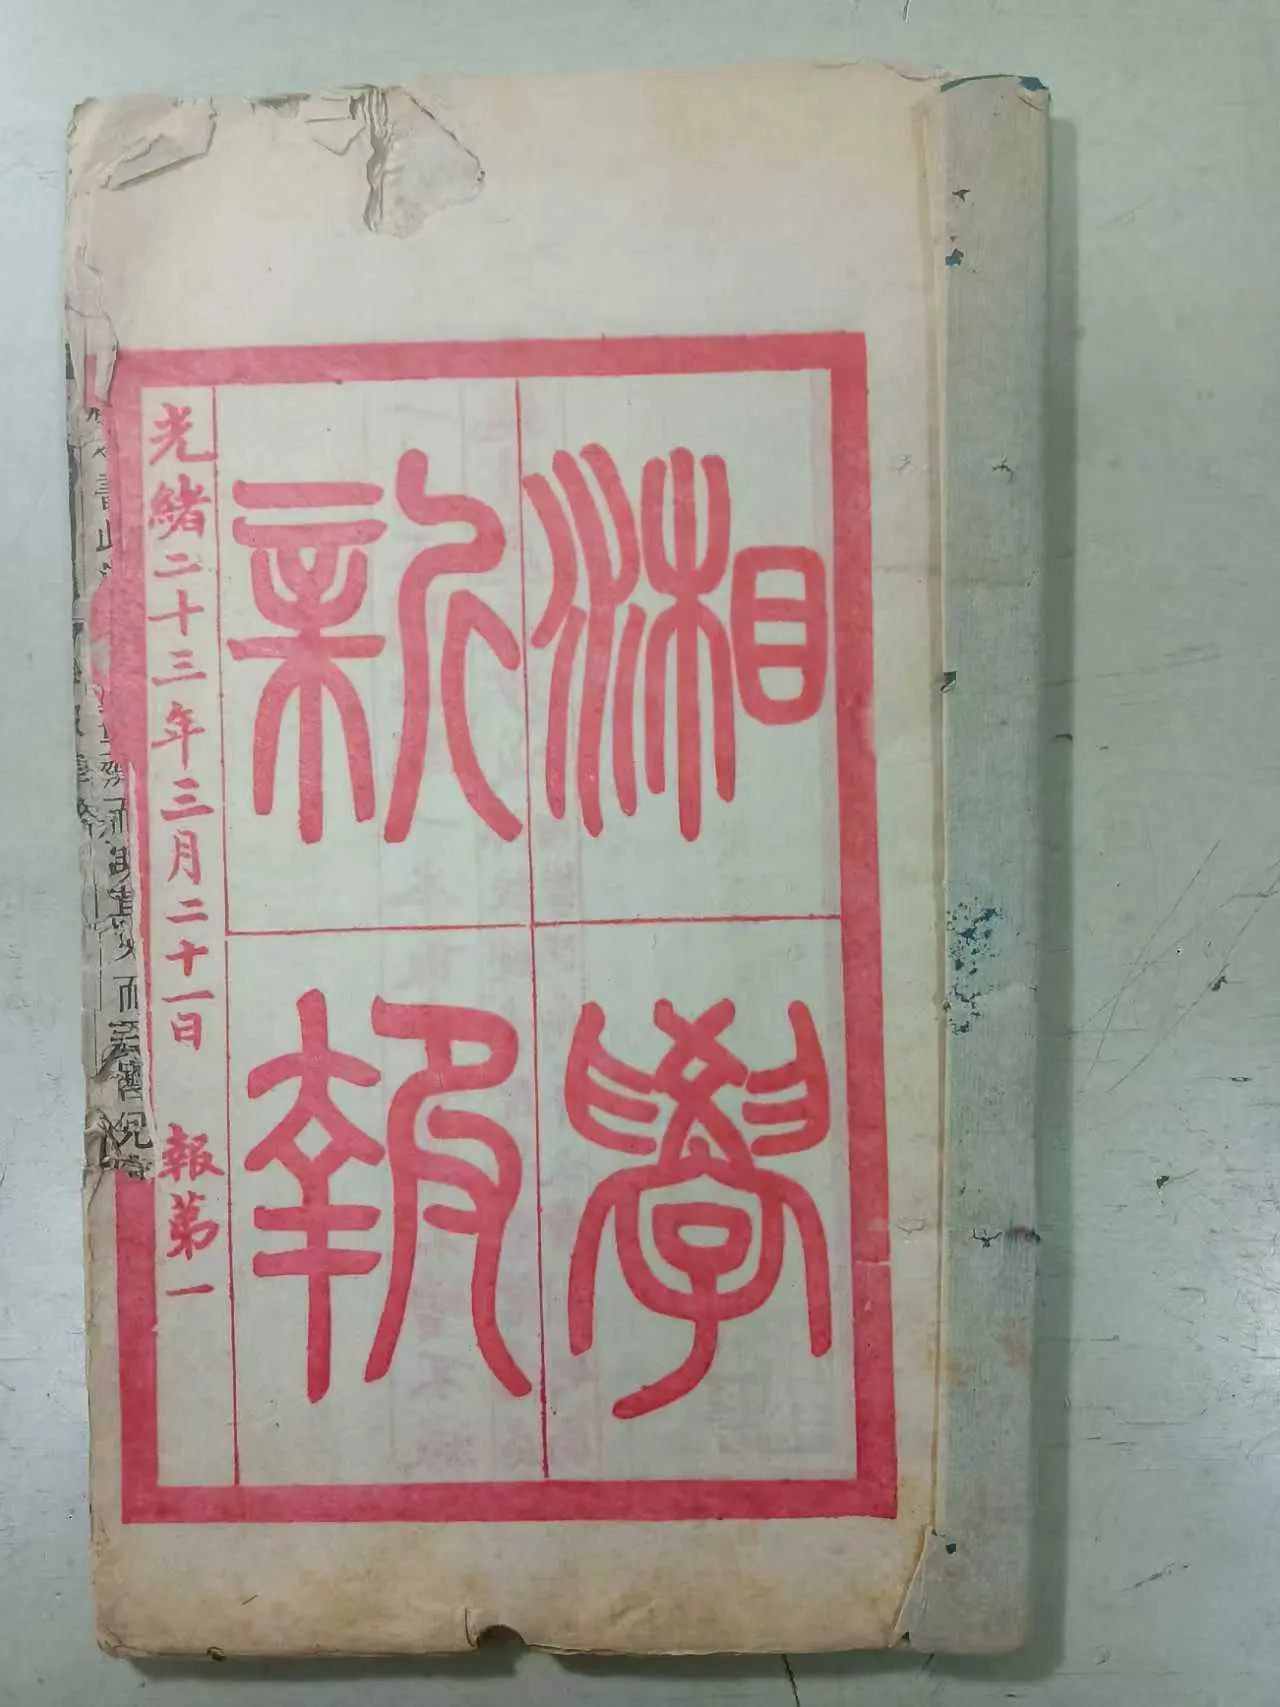 湘學
新報
光緒二十三年三月二十一日 報第一